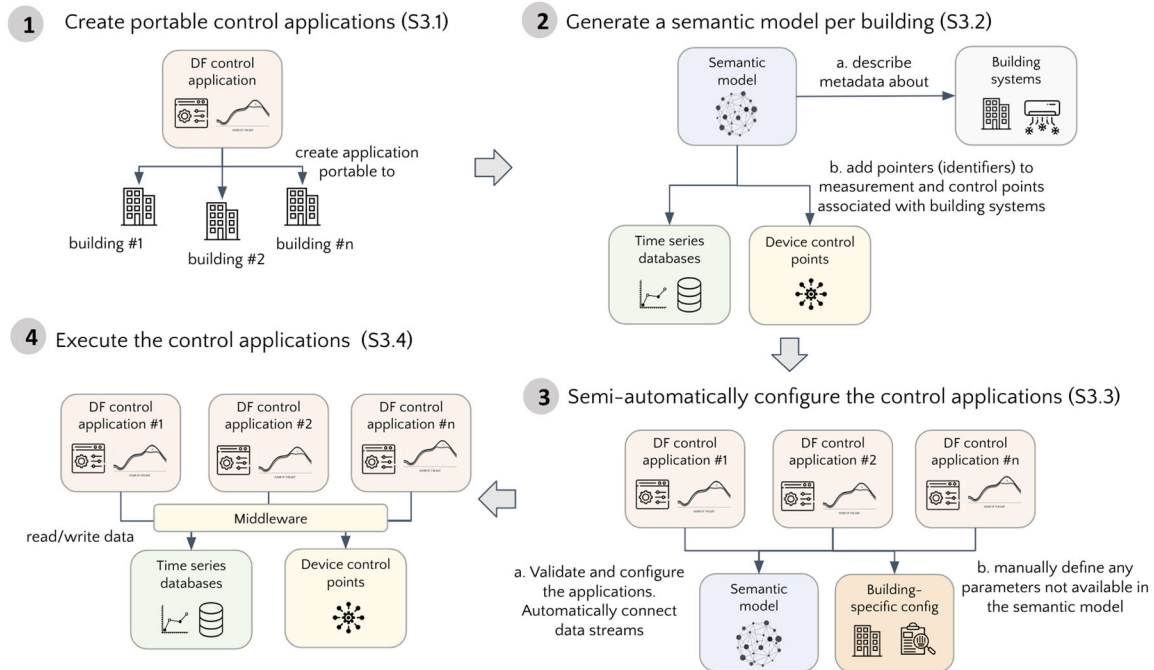 1
Create portable control applications (S3.1)
DF control
application
create application
portable to
building #1
building #2
building #n
2
Generate a semantic model per building (S3.2)
Semantic
model
a. describe
metadata about
Building
systems
b. add pointers (identifiers) to
measurement and control points
associated with building systems
Time series
databases
Device control
points
3
Semi-automatically configure the control applications (S3.3)
DF control
application #1
DF control
application #2
DF control
application #n
a. Validate and configure
the applications.
Automatically connect
data streams
Semantic
model
Building-
specific config
b. manually define any
parameters not available in
the semantic model
4
Execute the control applications (S3.4)
DF control
application #1
DF control
application #2
DF control
application #n
Middleware
read/write data
Time series
databases
Device control
points